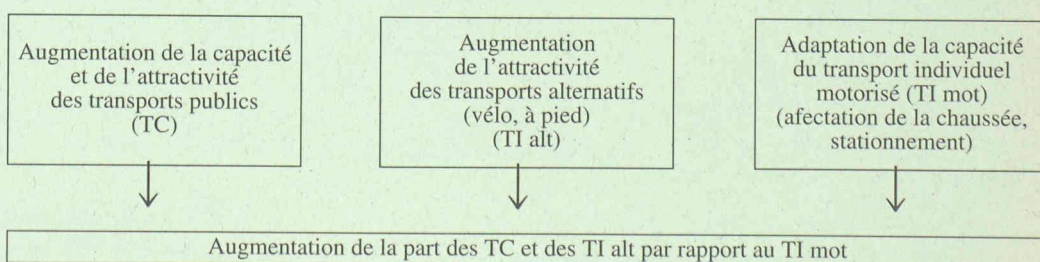 Augmentation de la capacité
et de l'attractivité
des transports publics
(TC)
Augmentation
de l'attractivité
des transports alternatifs
(vélo, à pied)
(TI alt)
Adaptation de la capacité
du transport individuel
motorisé (TI mot)
(afectation de la chaussée,
stationnement)
Augmentation de la part des TC et des TI alt par rapport au TI mot